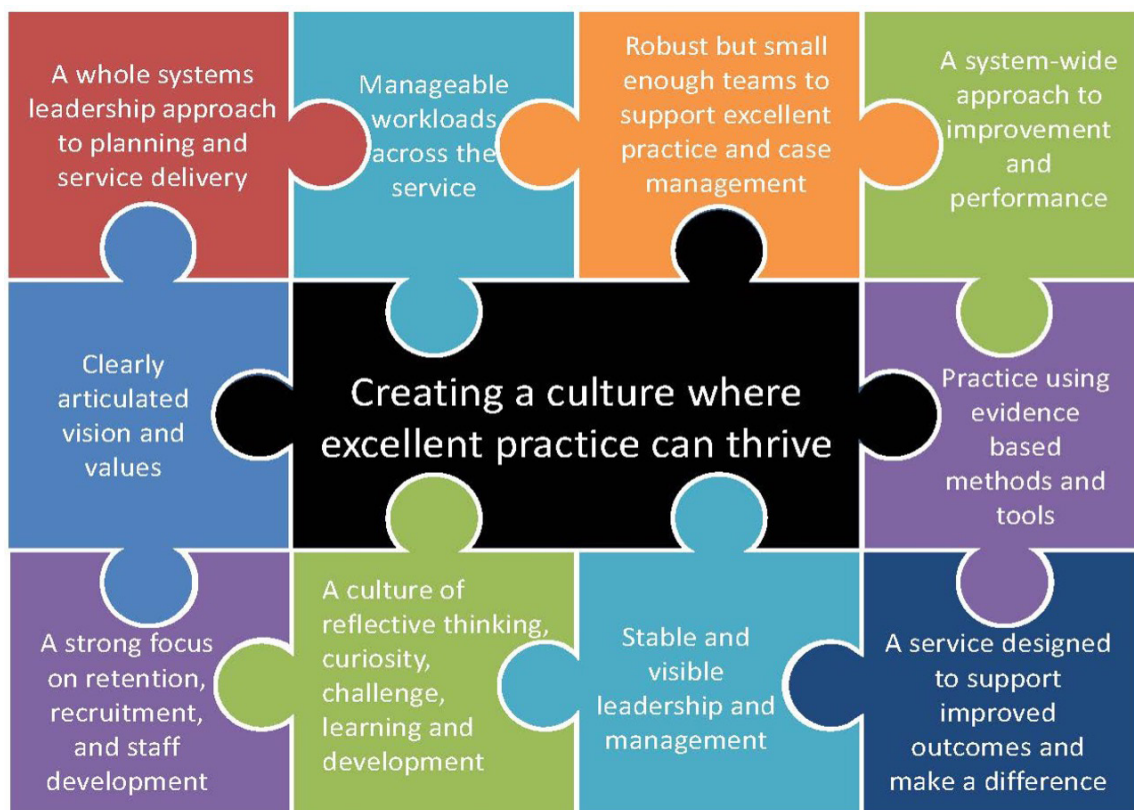 A whole systems
leadership approach
to planning and
service delivery
Manageable
workloads
across the
service
Robust but small
enough teams to
support excellent
practice and case
management
A system-wide
approach to
improvement
and
performance
Clearly
articulated
vision and
values
Creating a culture where
excellent practice can thrive
Practice using
evidence
based
methods and
tools
A strong focus
on retention,
recruitment,
and staff
development
A culture of
reflective thinking,
curiosity,
challenge,
learning and
development
Stable and
visible
leadership and
management
A service designed
to support
improved
outcomes and
make a difference